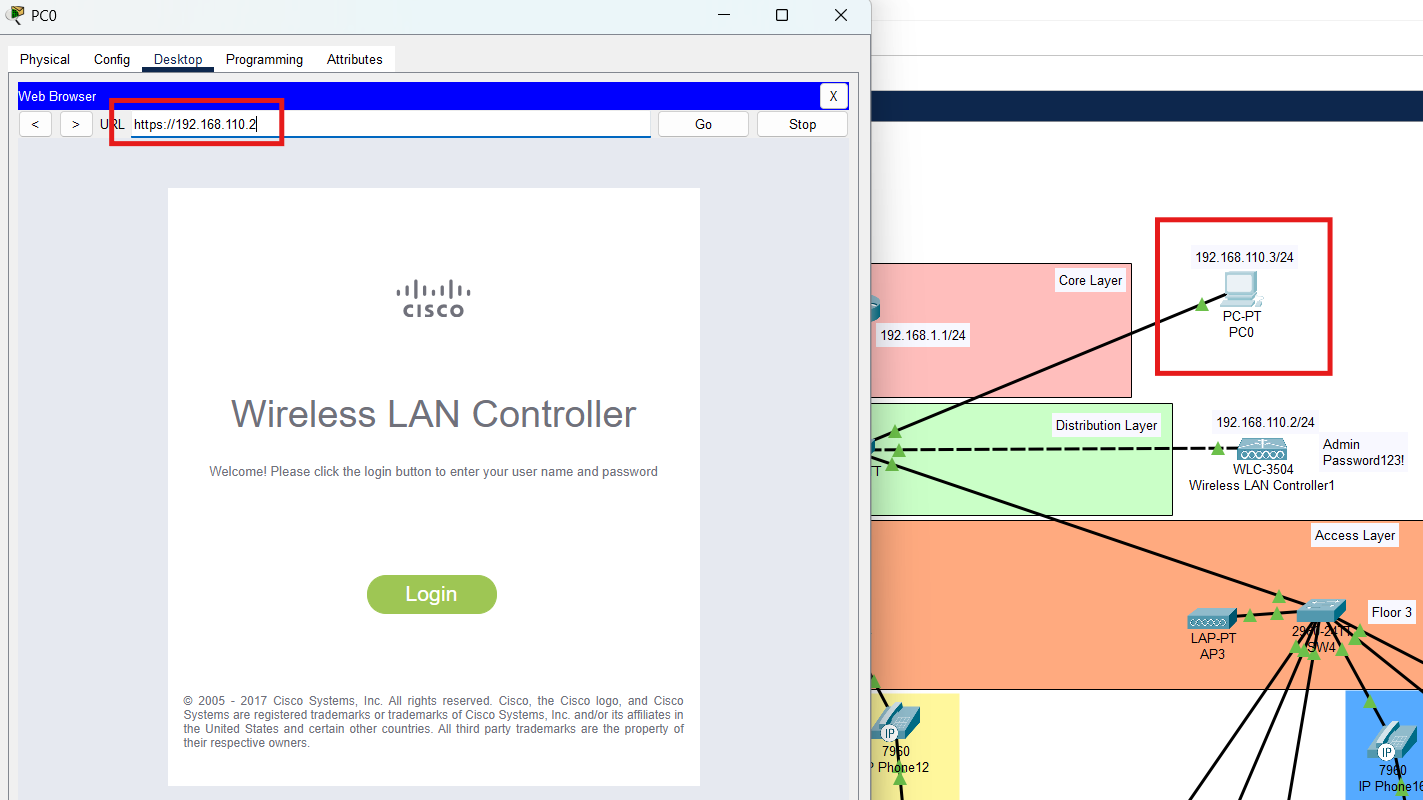 PC0
Physical Config Desktop Programming Attributes
Web Browser
X
< > URL https://192.168.110.2 Go Stop
CISCO
Wireless LAN Controller
Welcome! Please click the login button to enter your user name and password
Login
© 2005 - 2017 Cisco Systems, Inc. All rights reserved. Cisco, the Cisco logo, and Cisco
Systems are registered trademarks or trademarks of Cisco Systems, Inc. and/or its affiliates in
the United States and certain other countries. All third party trademarks are the property of
their respective owners.
192.168.110.3/24
PC-PT
PC0
Core Layer
192.168.1.1/24
Distribution Layer
192.168.110.2/24
WLC-3504
Wireless LAN Controller1
Admin
Password123!
T
Access Layer
Floor 3
LAP-PT
AP3
2960-24TT
SW4
IP
7960
IP Phone12
IP
7960
IP Phone16